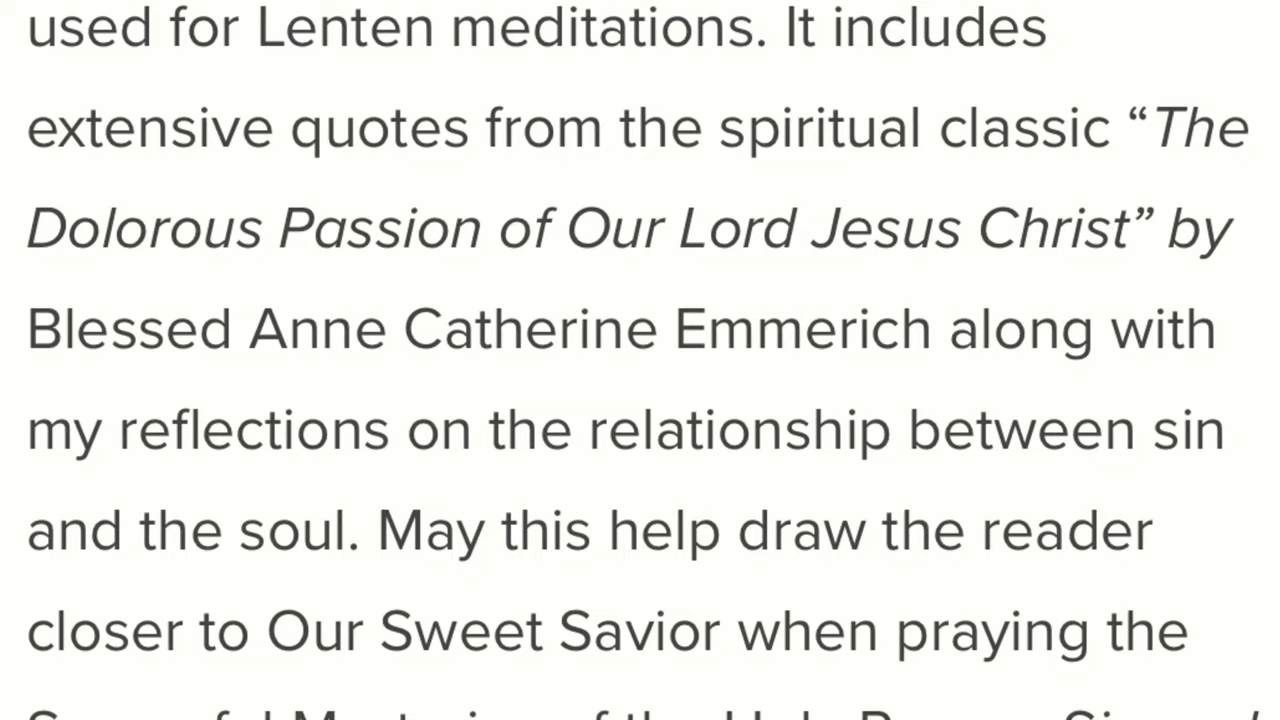 used for Lenten meditations. It includes
extensive quotes from the spiritual classic “The
Dolorous Passion of Our Lord Jesus Christ” by
Blessed Anne Catherine Emmerich along with
my reflections on the relationship between sin
and the soul. May this help draw the reader
closer to Our Sweet Savior when praying the